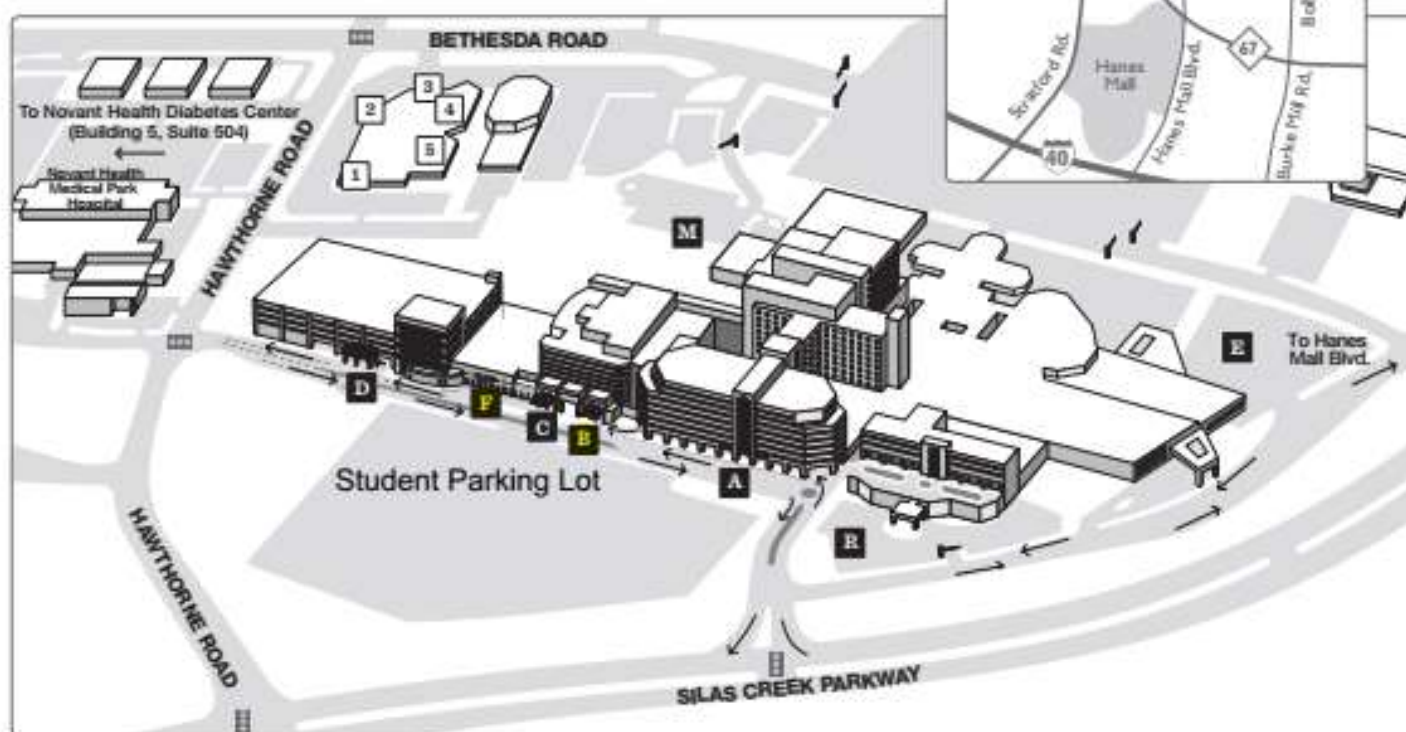 BETHESDA ROAD
Stratford Rd.
Hanes
Mall
Hanes Mall Blvd.
67
Burke Mill Rd.
40
3
2
4
5
1
To Novant Health Diabetes Center
(Building 5, Suite 504)
Novant Health
Medical Park
Hospital
HAWTHORNE ROAD
M
E
To Hanes
Mall Blvd.
D
F
C
B
A
R
Student Parking Lot
HAWTHORNE ROAD
SILAS CREEK PARKWAY